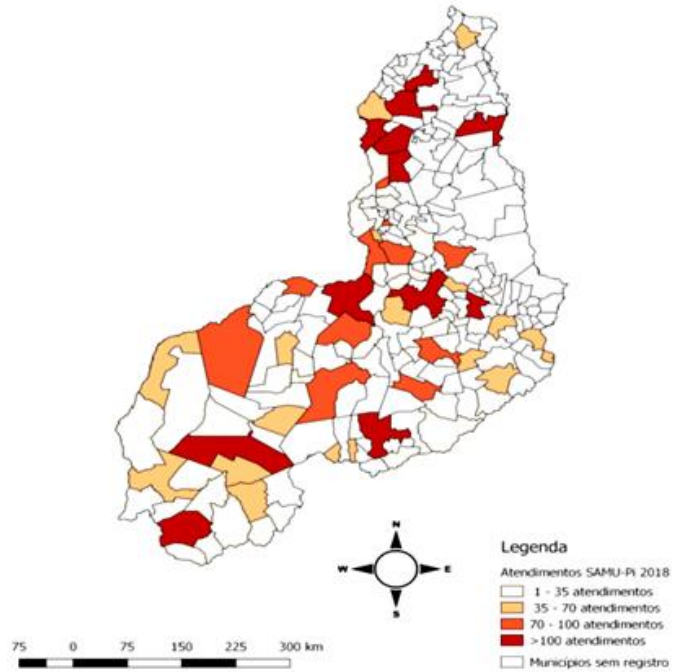 N
W E
S
Legenda
Atendimentos SAMU-Pi 2018
1 - 35 atendimentos
35 - 70 atendimentos
70 - 100 atendimentos
>100 atendimentos
Municípios sem registro
75 0 75 150 225 300 km